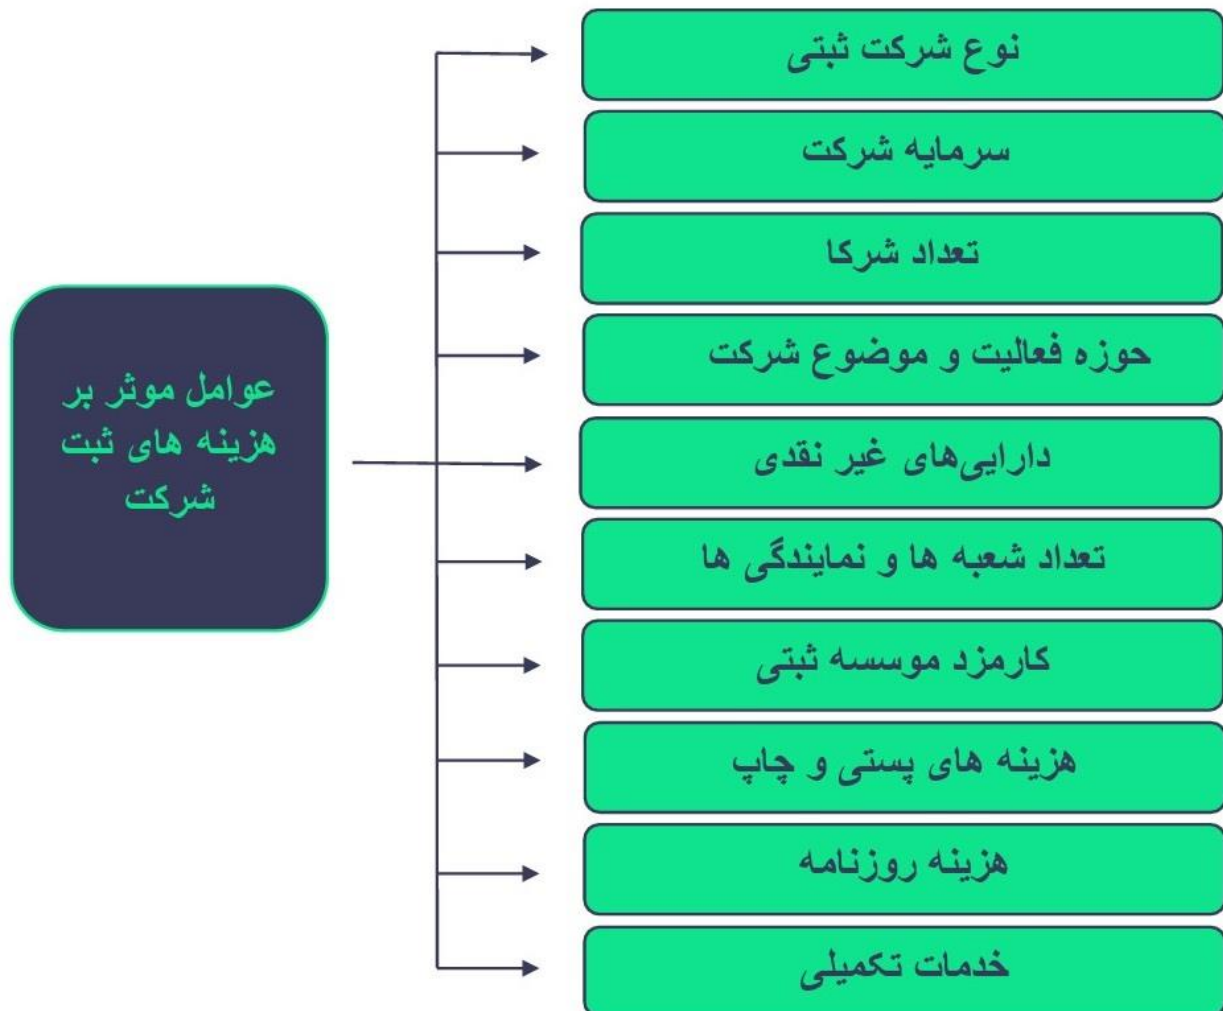 عوامل موثر بر
هزینه های ثبت
شرکت
نوع شرکت ثبتی
سرمایه شرکت
تعداد شرکا
حوزه فعالیت و موضوع شرکت
دارایی‌های غیر نقدی
تعداد شعبه ها و نمایندگی ها
کارمزد موسسه ثبتی
هزینه های پستی و چاپ
هزینه روزنامه
خدمات تکمیلی